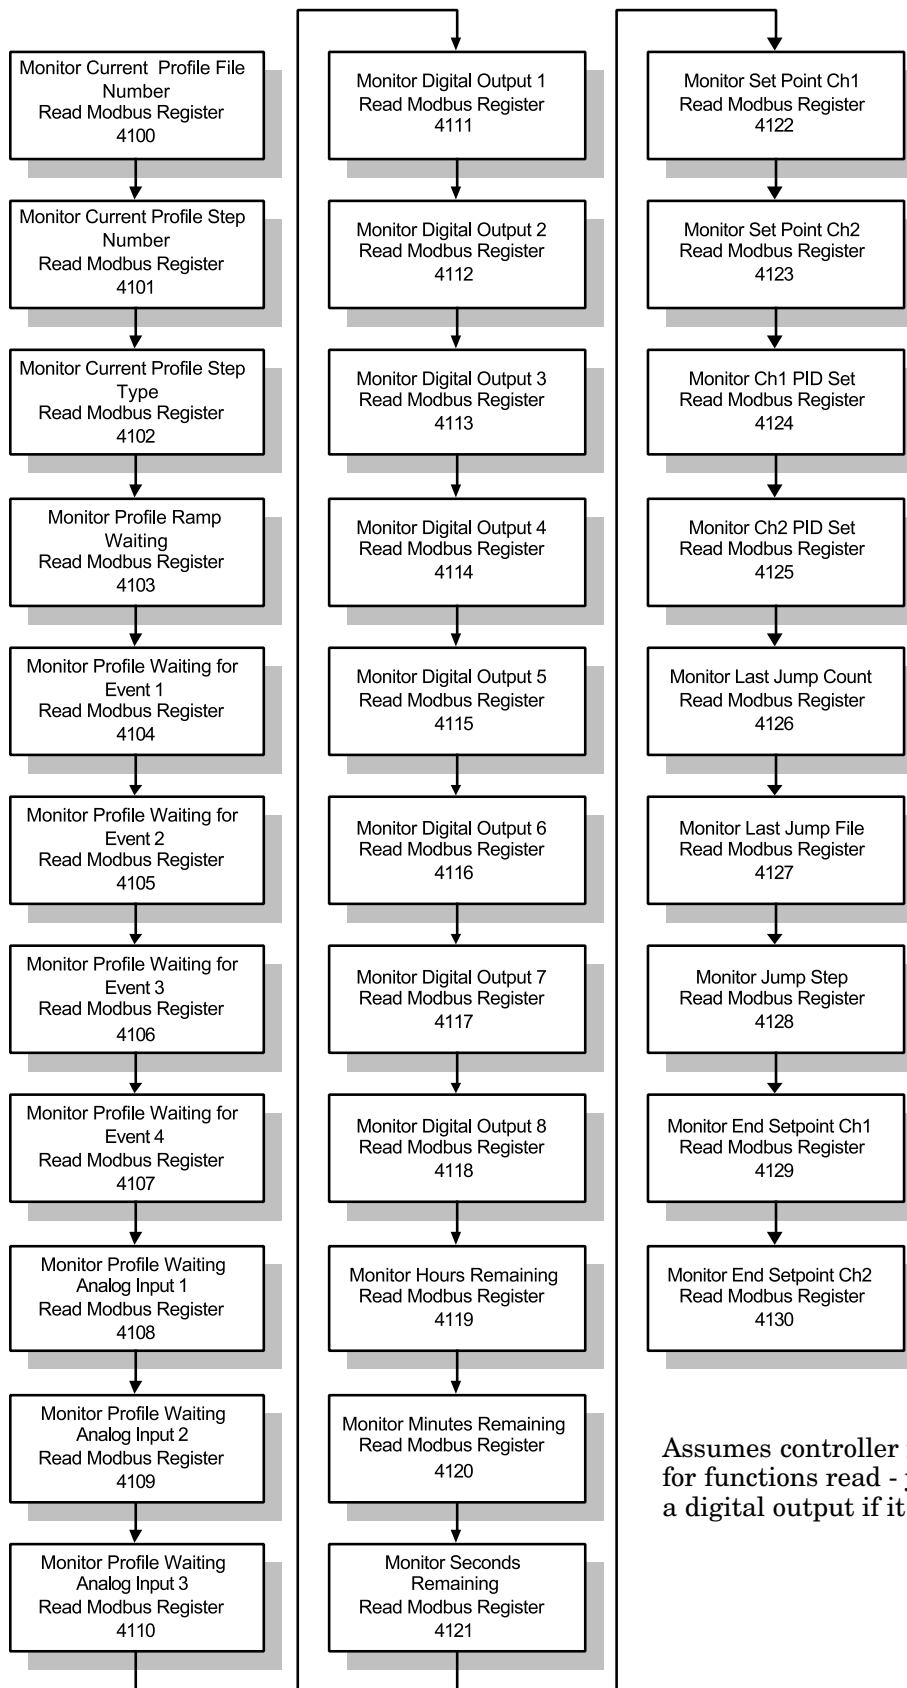 Monitor Current Profile File
Number
Read Modbus Register
4100
Monitor Current Profile Step
Number
Read Modbus Register
4101
Monitor Current Profile Step
Type
Read Modbus Register
4102
Monitor Profile Ramp
Waiting
Read Modbus Register
4103
Monitor Profile Waiting for
Event 1
Read Modbus Register
4104
Monitor Profile Waiting for
Event 2
Read Modbus Register
4105
Monitor Profile Waiting for
Event 3
Read Modbus Register
4106
Monitor Profile Waiting for
Event 4
Read Modbus Register
4107
Monitor Profile Waiting
Analog Input 1
Read Modbus Register
4108
Monitor Profile Waiting
Analog Input 2
Read Modbus Register
4109
Monitor Profile Waiting
Analog Input 3
Read Modbus Register
4110
Monitor Digital Output 1
Read Modbus Register
4111
Monitor Digital Output 2
Read Modbus Register
4112
Monitor Digital Output 3
Read Modbus Register
4113
Monitor Digital Output 4
Read Modbus Register
4114
Monitor Digital Output 5
Read Modbus Register
4115
Monitor Digital Output 6
Read Modbus Register
4116
Monitor Digital Output 7
Read Modbus Register
4117
Monitor Digital Output 8
Read Modbus Register
4118
Monitor Hours Remaining
Read Modbus Register
4119
Monitor Minutes Remaining
Read Modbus Register
4120
Monitor Seconds
Remaining
Read Modbus Register
4121
Monitor Set Point Ch1
Read Modbus Register
4122
Monitor Set Point Ch2
Read Modbus Register
4123
Monitor Ch1 PID Set
Read Modbus Register
4124
Monitor Ch2 PID Set
Read Modbus Register
4125
Monitor Last Jump Count
Read Modbus Register
4126
Monitor Last Jump File
Read Modbus Register
4127
Monitor Jump Step
Read Modbus Register
4128
Monitor End Setpoint Ch1
Read Modbus Register
4129
Monitor End Setpoint Ch2
Read Modbus Register
4130
Assumes controller
for functions read -
a digital output if it